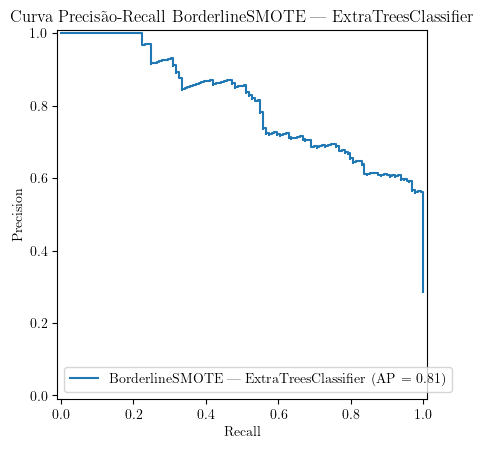 Curva Precisão-Recall BorderlineSMOTE — ExtraTreesClassifier
1.0
0.8
0.6
0.4
0.2
0.0
Precision
BorderlineSMOTE — ExtraTreesClassifier (AP = 0.81)
0.0 0.2 0.4 0.6 0.8 1.0
Recall